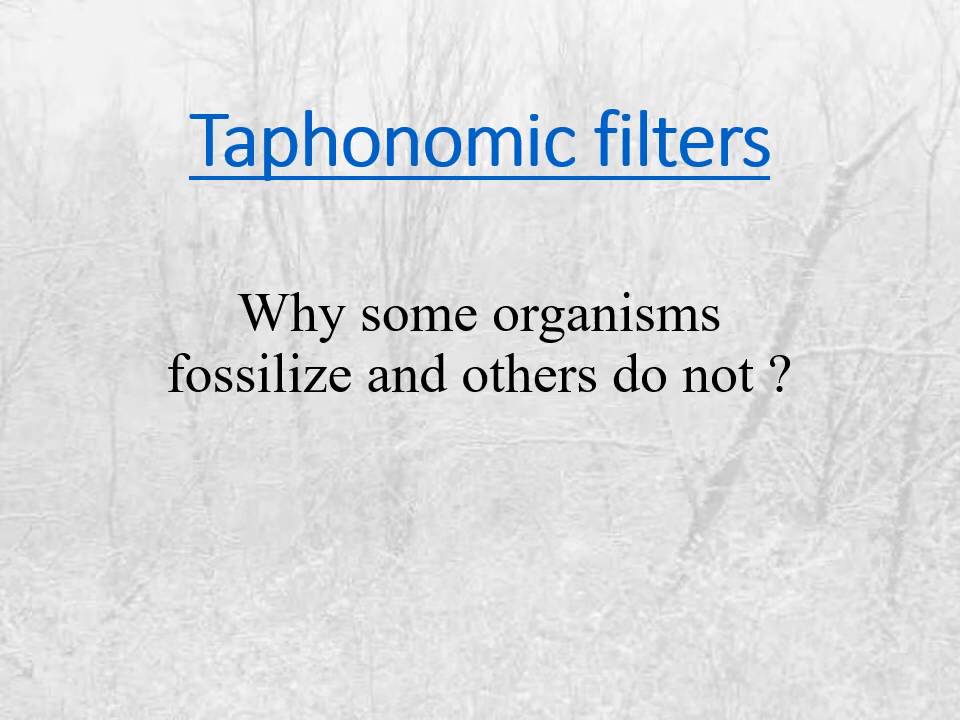 Taphonomic filters
Why some organisms
fossilize and others do not ?